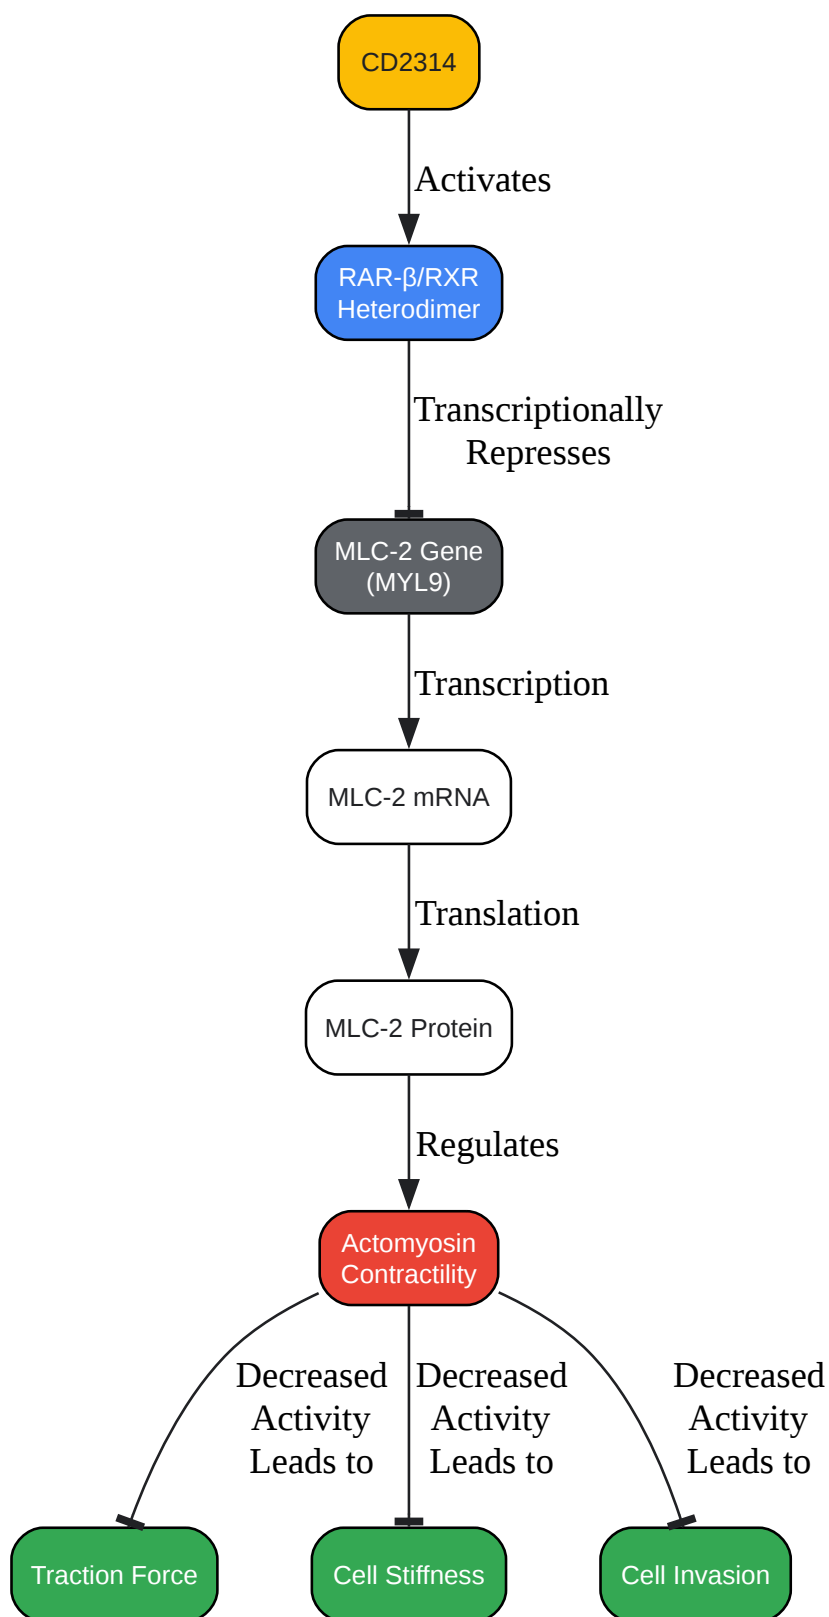 CD2314
Activates
RAR-β/RXR
Heterodimer
Transcriptionally
Represses
MLC-2 Gene
(MYL9)
Transcription
MLC-2 mRNA
Translation
MLC-2 Protein
Regulates
Actomyosin
Contractility
Decreased
Activity
Leads to
Decreased
Activity
Leads to
Decreased
Activity
Leads to
Traction Force
Cell Stiffness
Cell Invasion